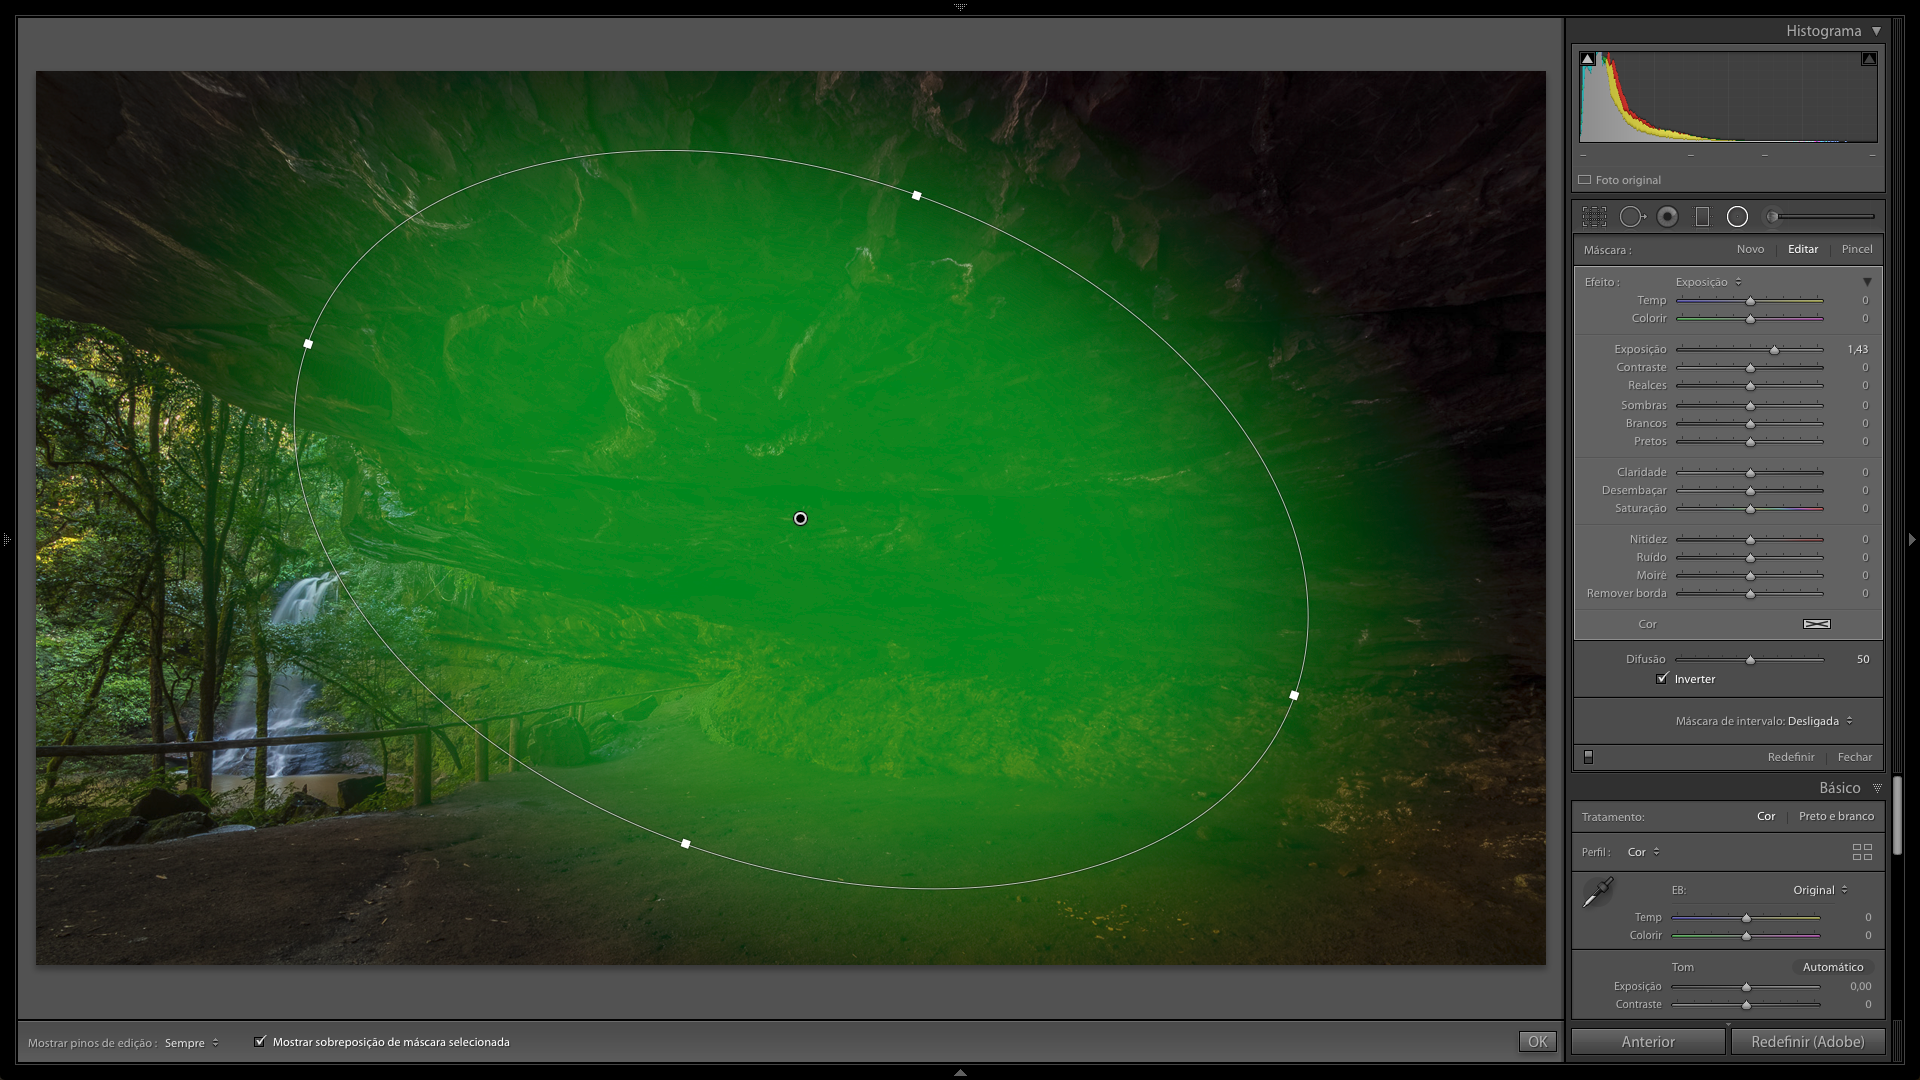 Histograma
Foto original
Máscara : Novo Editar Pincel
Efeito : Exposição
Temp 0
Colorir 0
Exposição 1,43
Contraste 0
Realces 0
Sombras 0
Brancos 0
Pretos 0
Claridade 0
Desembaçar 0
Saturação 0
Nitidez 0
Ruído 0
Moiré 0
Remover borda 0
Cor
Difusão 50
Inverter
Máscara de intervalo: Desligada
Redefinir Fechar
Básico
Tratamento: Cor Preto e branco
Perfil : Cor
EB: Original
Temp 0
Colorir 0
Tom Automático
Exposição 0,00
Contraste 0
Mostrar pinos de edição : Sempre Mostrar sobreposição de máscara selecionada OK
Anterior Redefinir (Adobe)